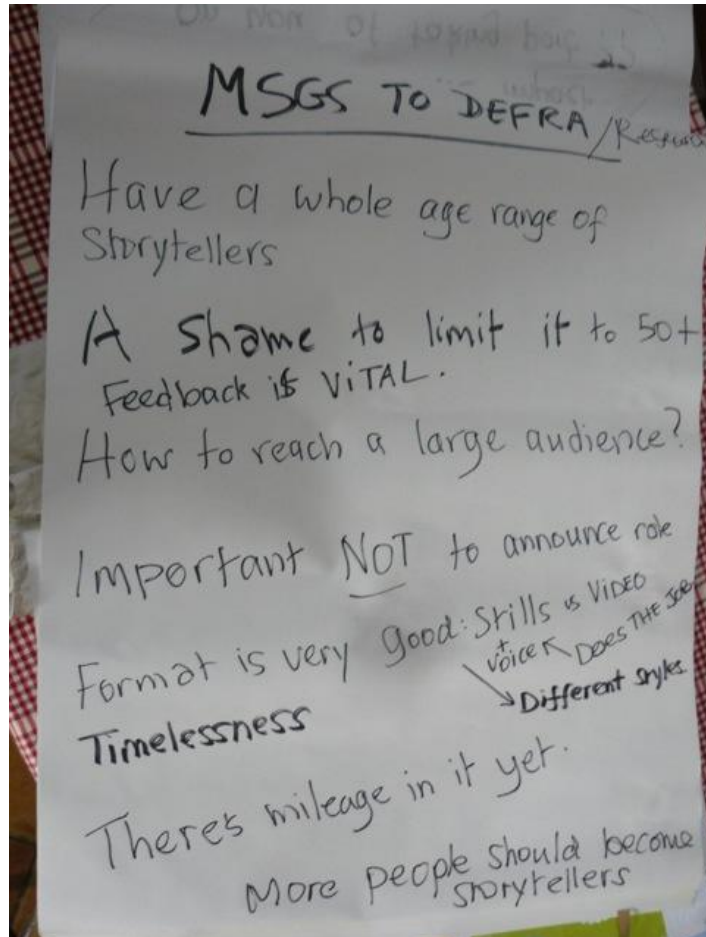 MSGS TO DEFRA /
Have a whole age range of
Storytellers
A shame to limit it to 50+
Feedback is ViTAL.
How to reach a large audience?
Important NOT to announce role
Format is very good: Stills vs ViDEO
+
voice DOES THE JOB
Different styles
Timelessness
There's mileage in it yet.
More people should become
storytellers